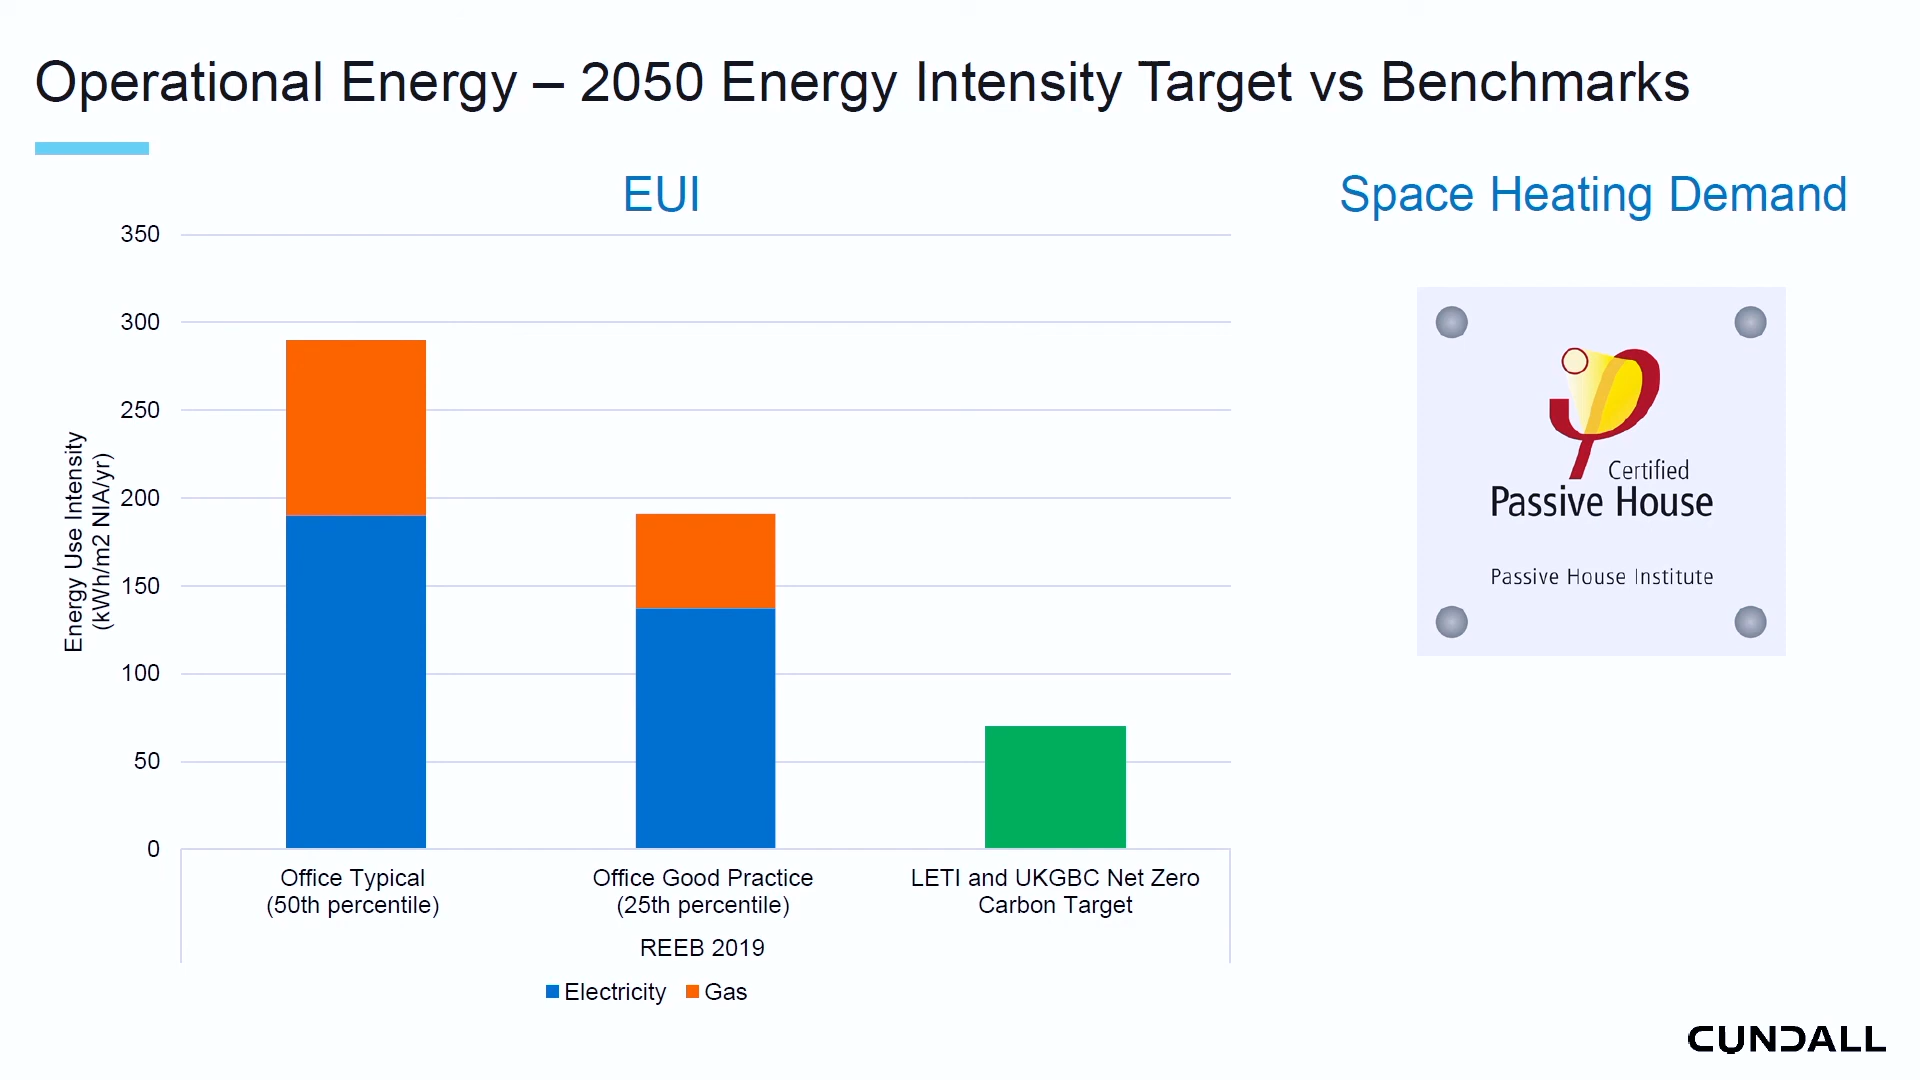 Operational Energy – 2050 Energy Intensity Target vs Benchmarks
EUI
Space Heating Demand
350
300
250
200
150
100
50
0
Energy Use Intensity
(kWh/m2 NIA/yr)
Office Typical
(50th percentile)
Office Good Practice
(25th percentile)
LETI and UKGBC Net Zero
Carbon Target
REEB 2019
Electricity
Gas
Certified
Passive House
Passive House Institute
CUNDALL